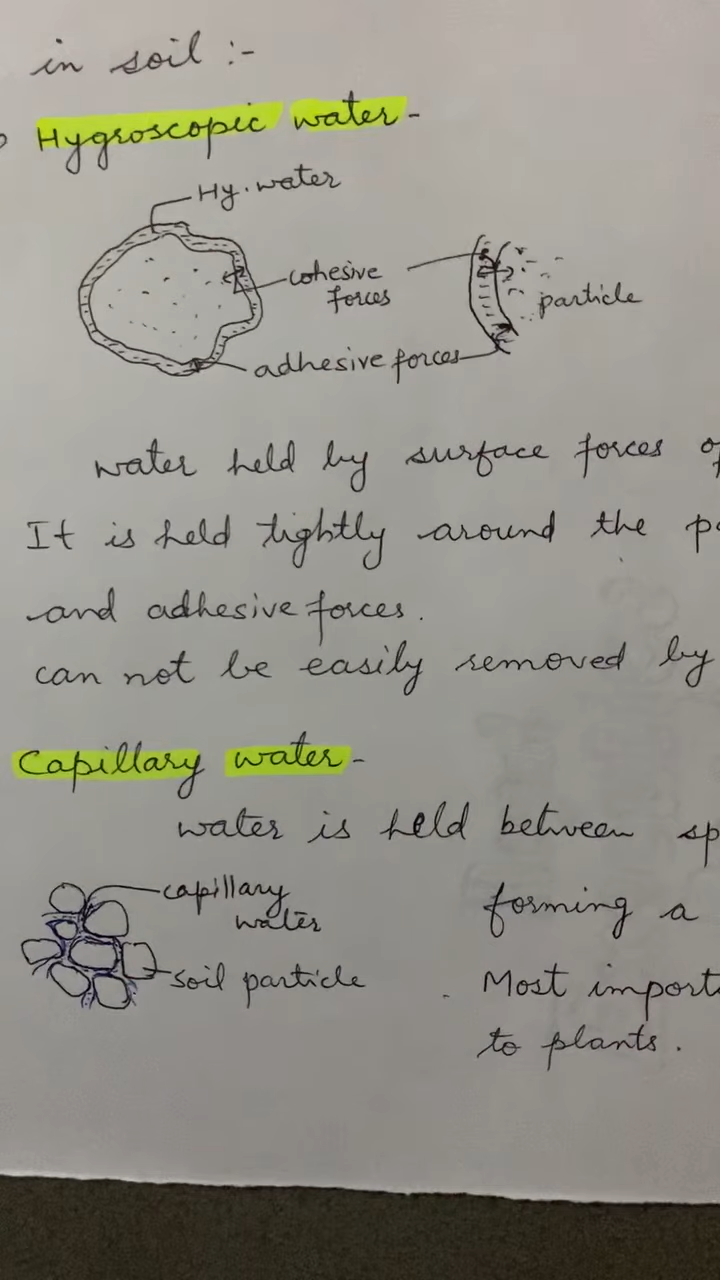 in soil :-
Hygroscopic water -
Hy. water
cohesive
forces
particle
adhesive forces
water held by surface forces
It is held tightly around the
and adhesive forces.
can not be easily removed by
Capillary water -
water is held between
capillary
water
forming a
soil particle
. Most
to plants.